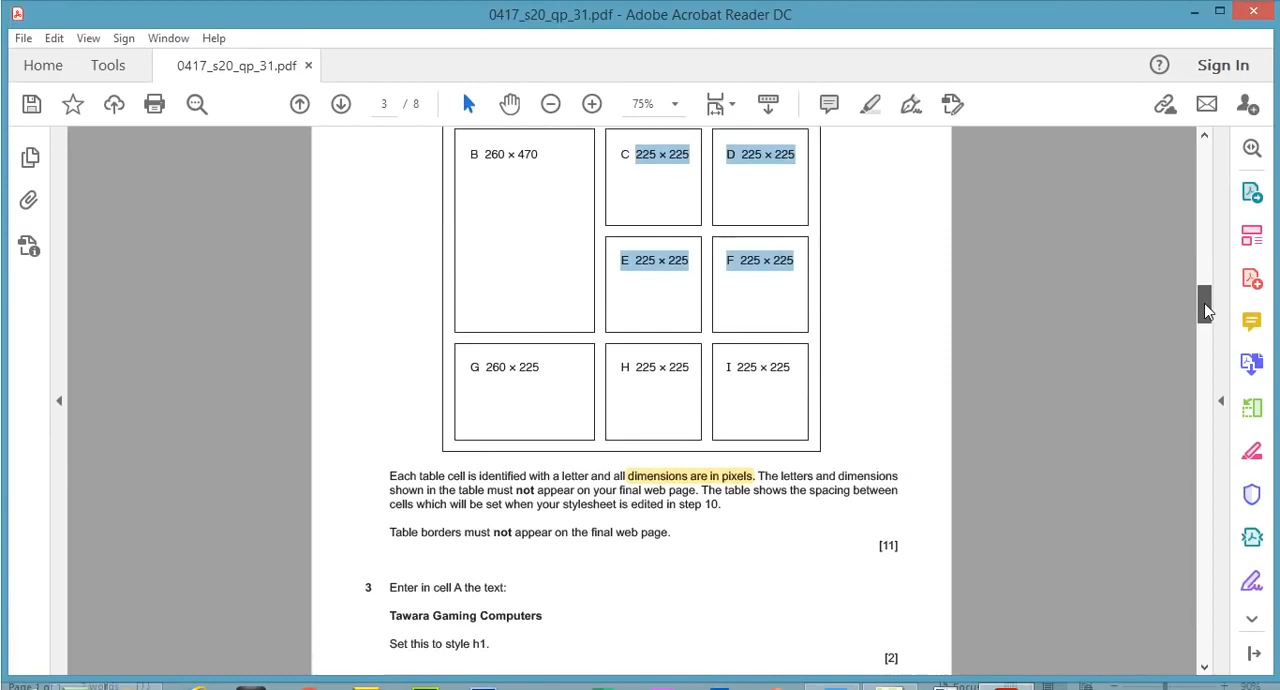 0417_s20_qp_31.pdf - Adobe Acrobat Reader DC
File Edit View Sign Window Help
Home Tools 0417_s20_qp_31.pdf × Sign In
3 / 8 75%
B 260 × 470 C 225 × 225 D 225 × 225
E 225 × 225 F 225 × 225
G 260 × 225 H 225 × 225 I 225 × 225
Each table cell is identified with a letter and all dimensions are in pixels. The letters and dimensions
shown in the table must not appear on your final web page. The table shows the spacing between
cells which will be set when your stylesheet is edited in step 10.
Table borders must not appear on the final web page.
[11]
3 Enter in cell A the text:
Tawara Gaming Computers
Set this to style h1.
[2]